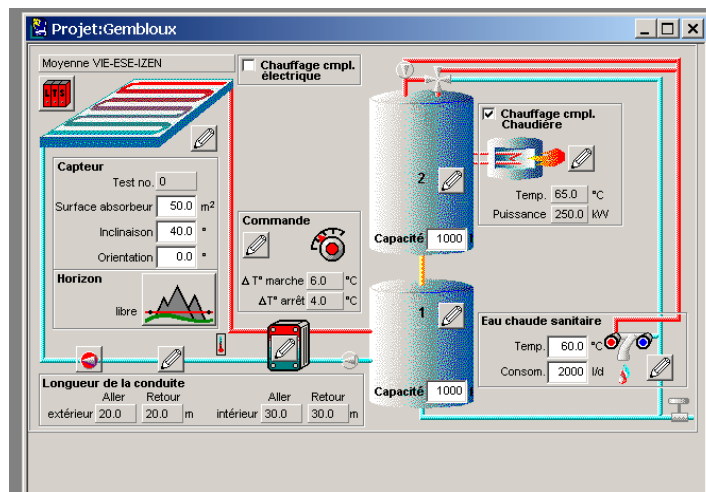 Projet:Gembloux
Moyenne VIE-ESE-IZEN
LTS
Chauffage cmpl.
électrique
Capteur
Test no. 0
Surface absorbeur 50.0 m²
Inclinaison 40.0 °
Orientation 0.0 °
Horizon
libre
Commande
Δ T° marche 6.0 °C
ΔT° arrêt 4.0 °C
T
2
Capacité 1000
Chauffage cmpl.
Chaudiére
Temp. 65.0 °C
Puissance 250.0 kW
1
Capacité 1000
Eau chaude sanitaire
Temp. 60.0 °C
Consom. 2000 l/d
Longueur de la conduite
Aller Retour Aller Retour
extérieur 20.0 20.0 m intérieur 30.0 30.0 m